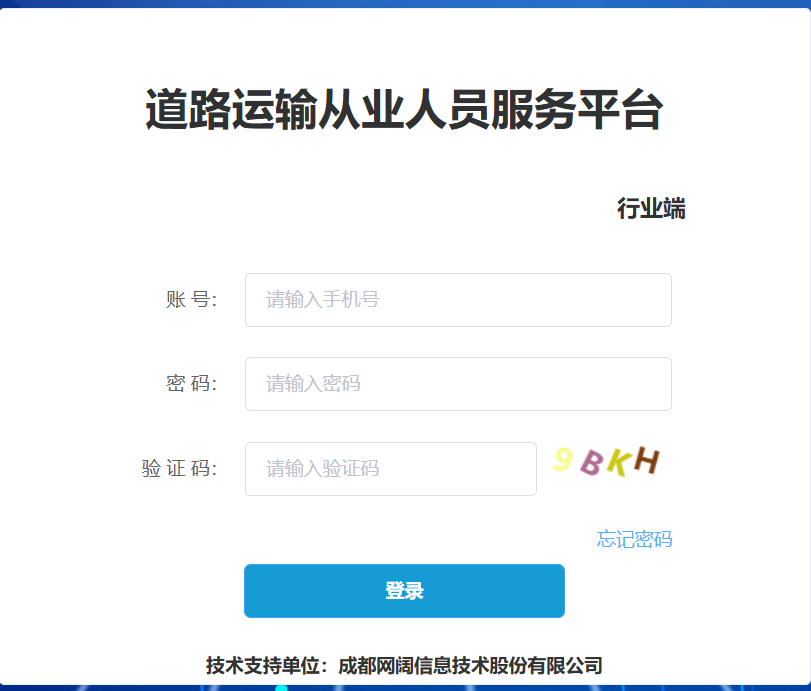 道路运输从业人员服务平台
行业端
账 号：
请输入手机号
密 码：
请输入密码
验 证 码：
请输入验证码
9BKH
忘记密码
登录
技术支持单位：成都网阔信息技术股份有限公司